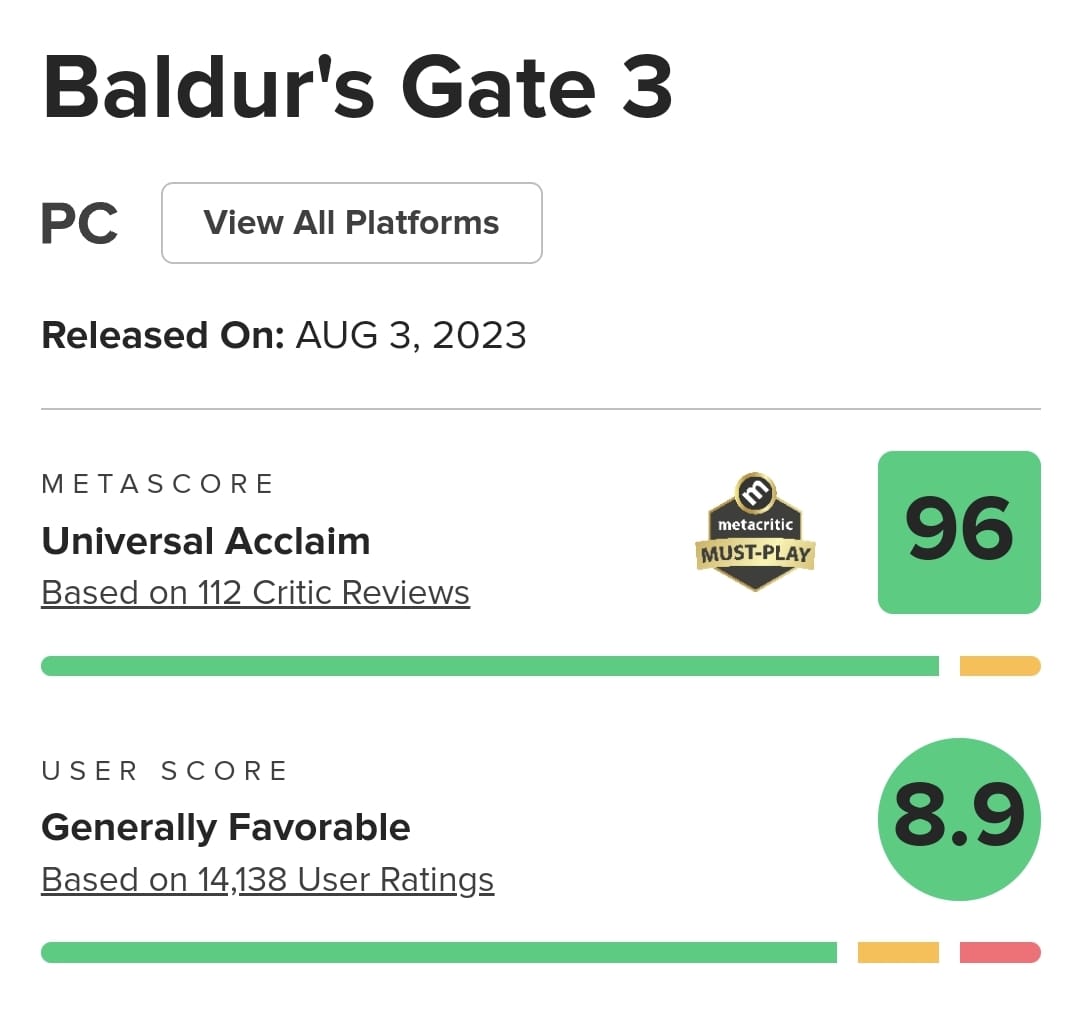 Baldur's Gate 3
PC View All Platforms
Released On: AUG 3, 2023
METASCORE
Universal Acclaim
Based on 112 Critic Reviews
m
metacritic
MUST-PLAY
96
USER SCORE
Generally Favorable
Based on 14,138 User Ratings
8.9